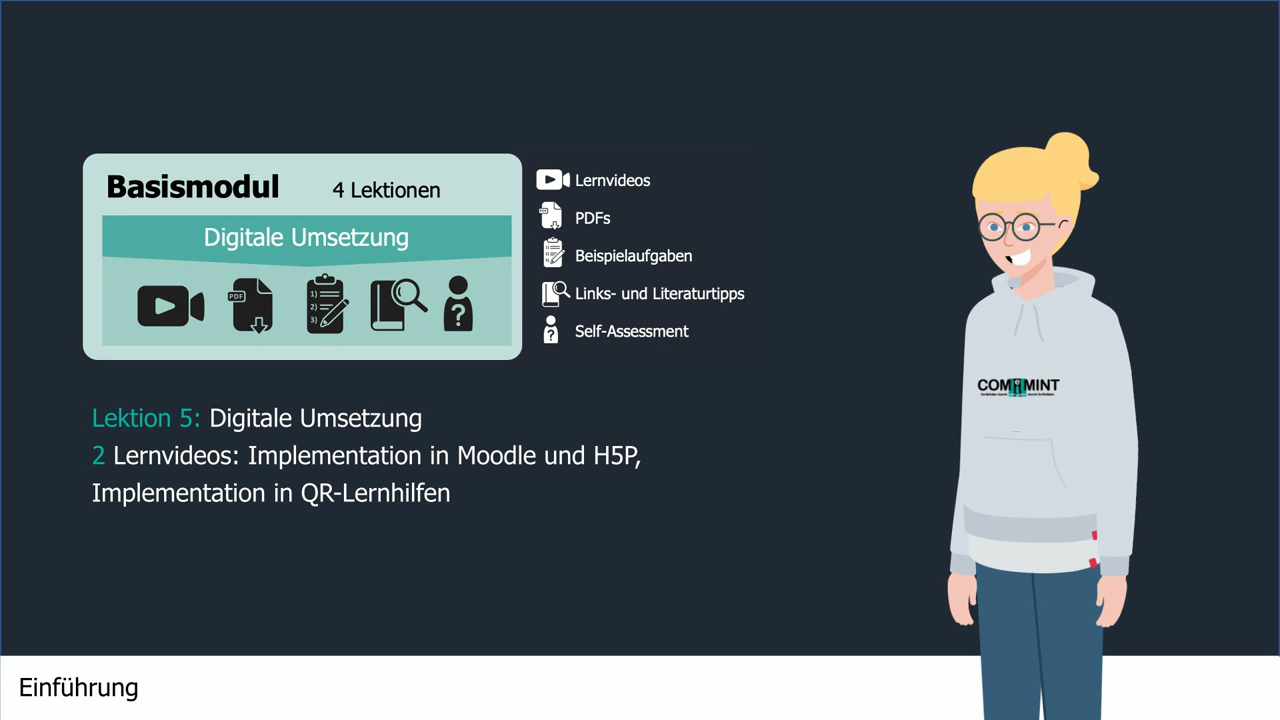 Basismodul 4 Lektionen
Digitale Umsetzung
PDF
1)
2)
3)
?
Lernvideos
PDFs
Beispielaufgaben
Links- und Literaturtipps
?
Self-Assessment
Lektion 5: Digitale Umsetzung
2 Lernvideos: Implementation in Moodle und H5P,
Implementation in QR-Lernhilfen
Einführung